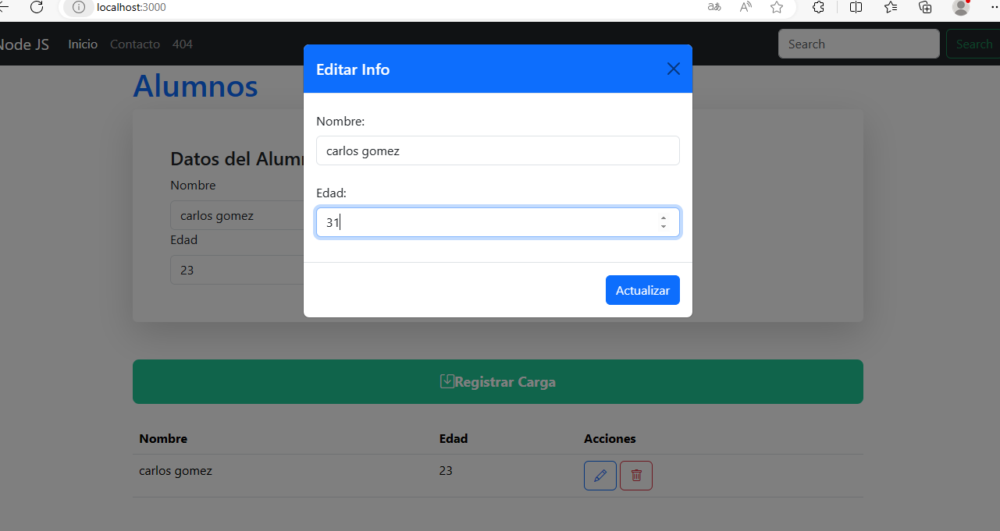 localhost:3000
Node JS Inicio Contacto 404 Search Search
Alumnos
Editar Info
Nombre:
carlos gomez
Edad:
31
Actualizar
Datos del Alum
Nombre
carlos gomez
Edad
23
Registrar Carga
Nombre Edad Acciones
carlos gomez 23